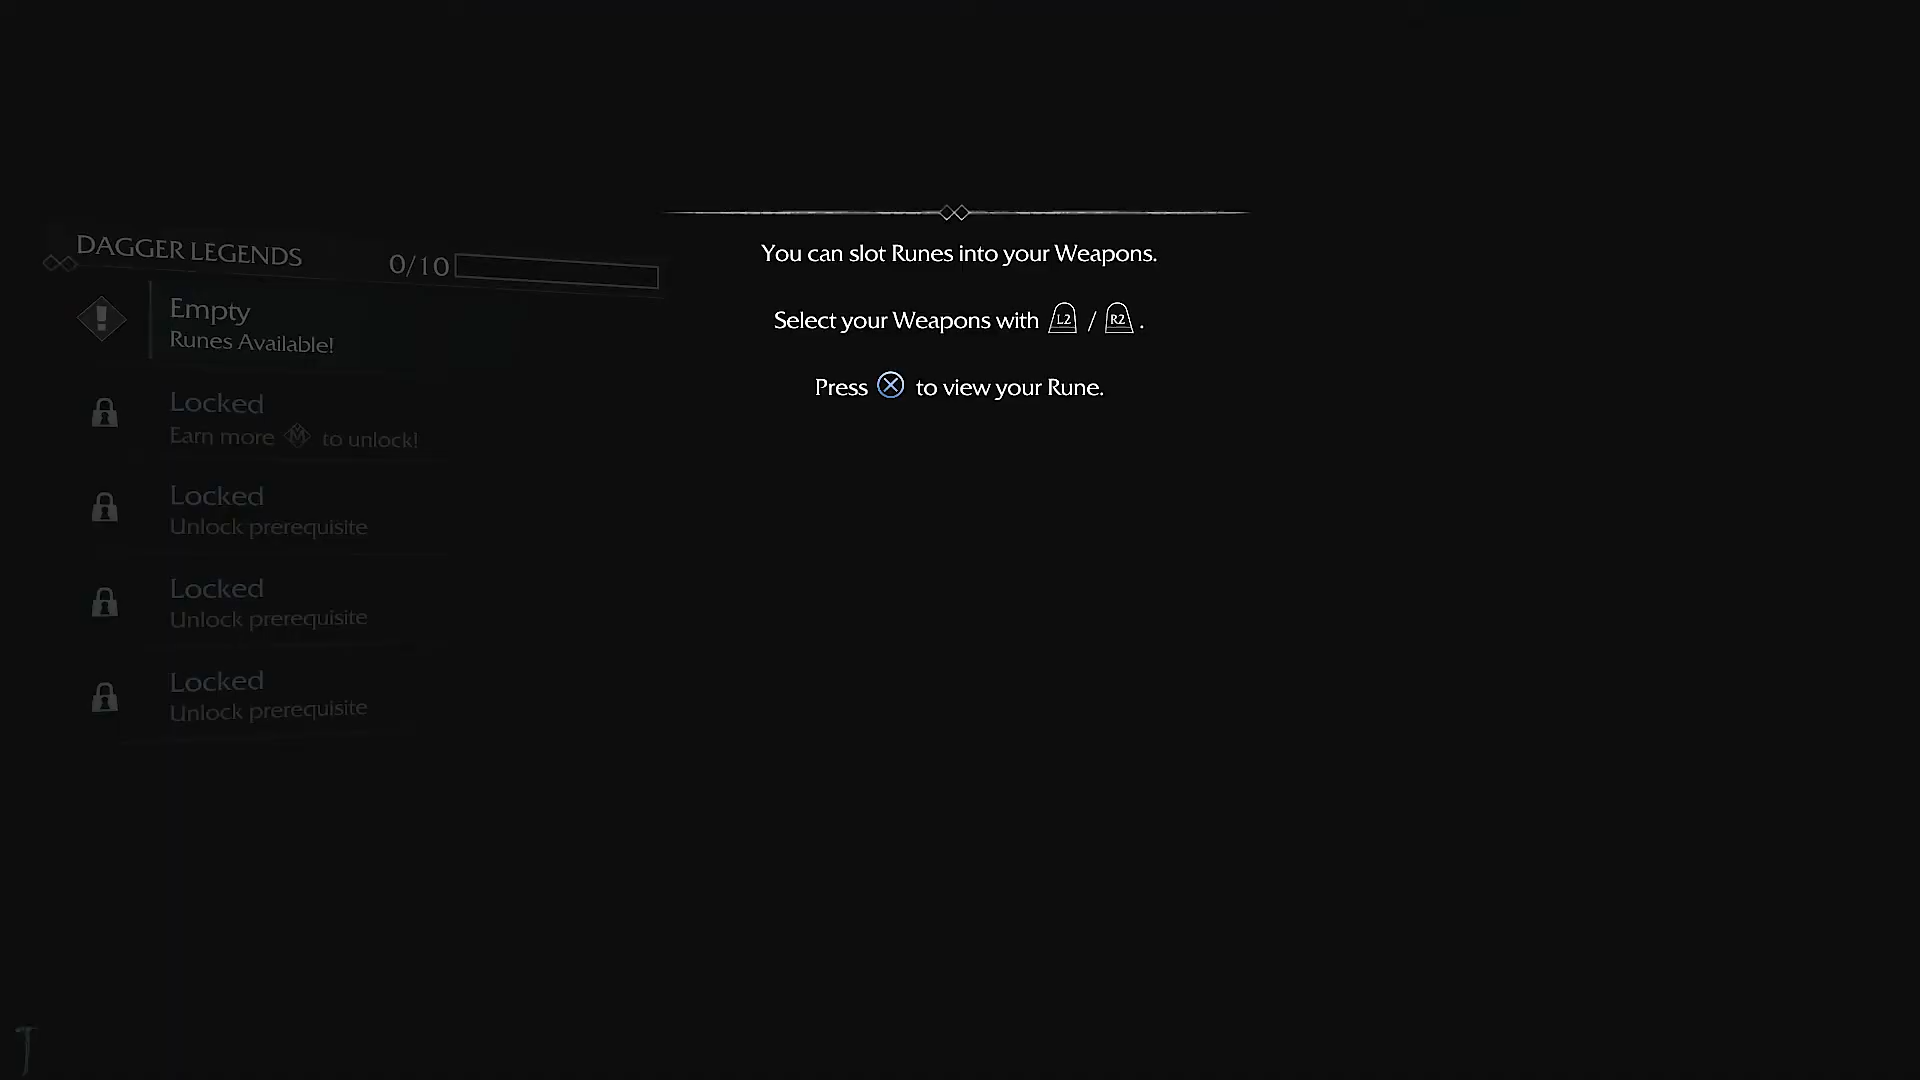 You can slot Runes into your Weapons.
Select your Weapons with L2 / R2 .
Press ⓧ to view your Rune.
DAGGER LEGENDS 0/10
Empty
Runes Available!
Locked
Earn more M to unlock!
Locked
Unlock prerequisite
Locked
Unlock prerequisite
Locked
Unlock prerequisite